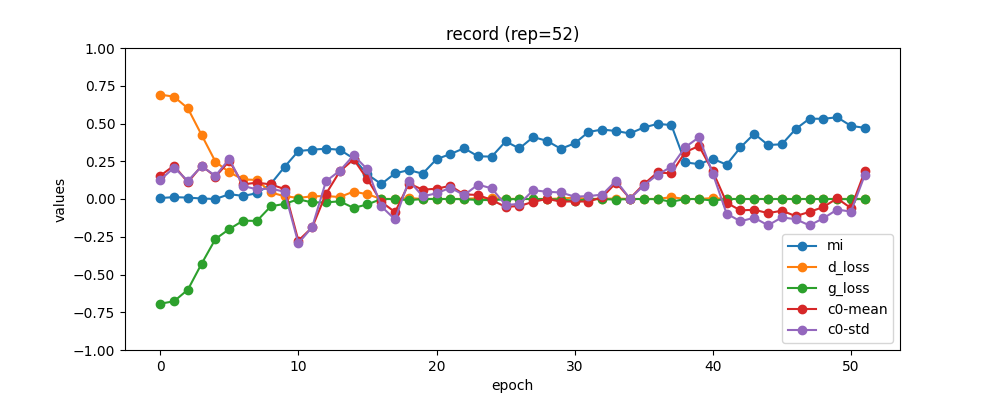 record (rep=52)
values
1.00
0.75
0.50
0.25
0.00
−0.25
−0.50
−0.75
−1.00
mi
d_loss
g_loss
c0-mean
c0-std
0 10 20 30 40 50
epoch